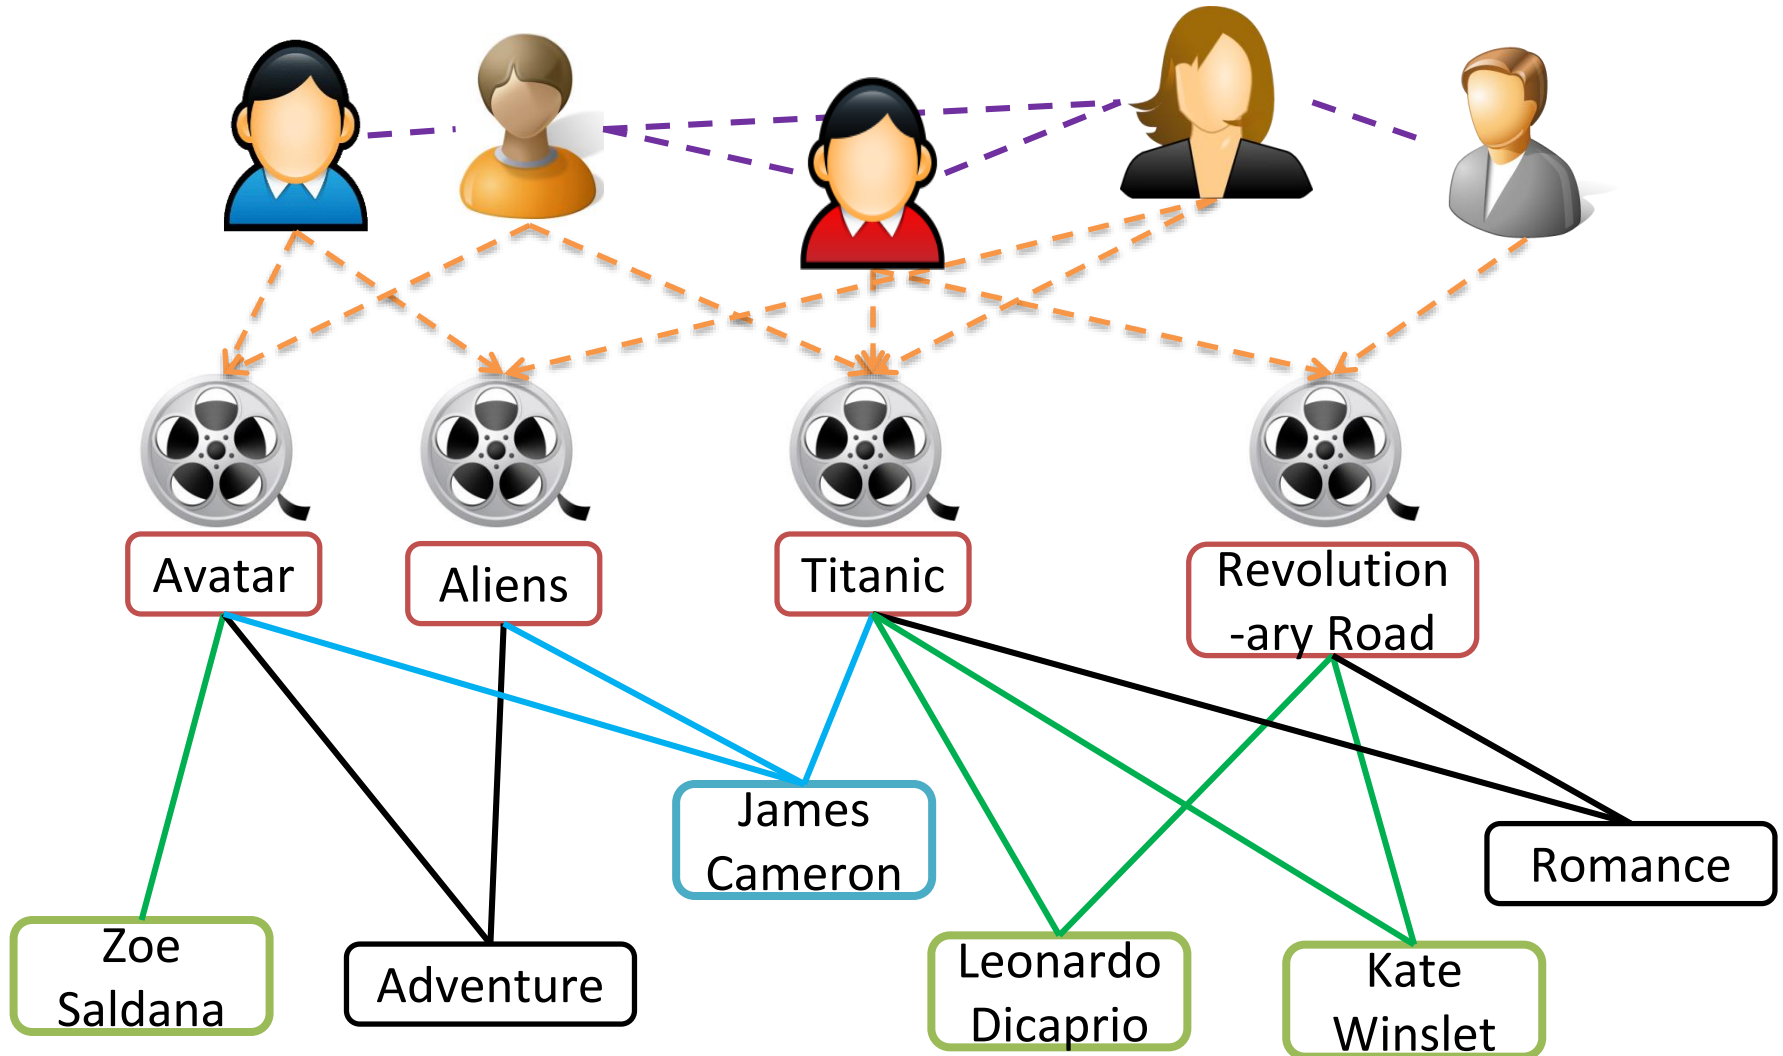 Avatar
Aliens
Titanic
Revolution
-ary Road
James
Cameron
Romance
Zoe
Saldana
Adventure
Leonardo
Dicaprio
Kate
Winslet